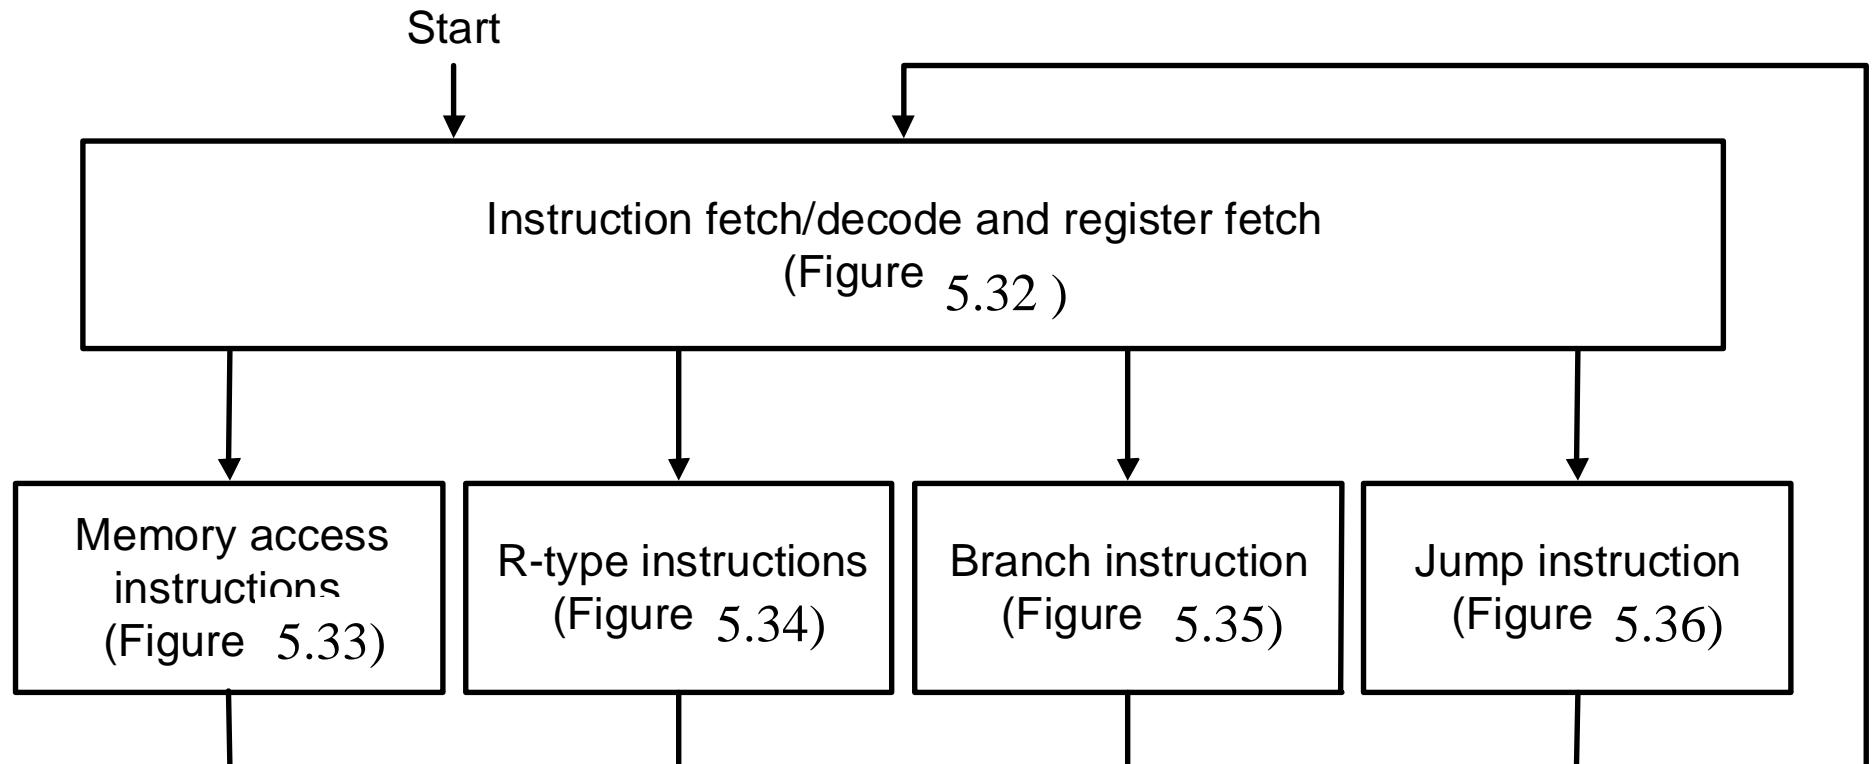 Start
Instruction fetch/decode and register fetch
(Figure 5.32 )
Memory access
instructions
(Figure 5.33)
R-type instructions
(Figure 5.34)
Branch instruction
(Figure 5.35)
Jump instruction
(Figure 5.36)